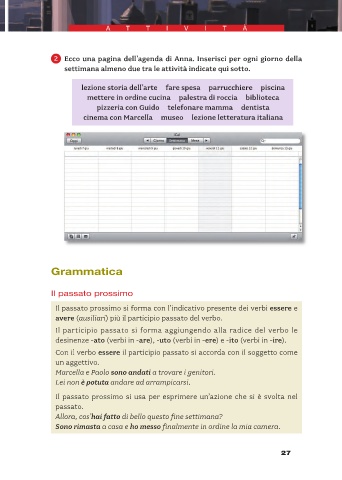 ATTIVITÀ
2 Ecco una pagina dell'agenda di Anna. Inserisci per ogni giorno della
settimana almeno due tra le attività indicate qui sotto.
lezione storia dell'arte fare spesa parrucchiere piscina
mettere in ordine cucina palestra di roccia biblioteca
pizzeria con Guido telefonare mamma dentista
cinema con Marcella museo lezione letteratura italiana
Grammatica
Il passato prossimo
Il passato prossimo si forma con l'indicativo presente dei verbi essere e
avere (ausiliari) più il participio passato del verbo.
Il participio passato si forma aggiungendo alla radice del verbo le
desinenze -ato (verbi in -are), -uto (verbi in -ere) e -ito (verbi in -ire).
Con il verbo essere il participio passato si accorda con il soggetto come
un aggettivo.
Marcella e Paolo sono andati a trovare i genitori.
Lei non è potuta andare ad arrampicarsi.
Il passato prossimo si usa per esprimere un'azione che si è svolta nel
passato.
Allora, cos'hai fatto di bello questo fine settimana?
Sono rimasta a casa e ho messo finalmente in ordine la mia camera.
27